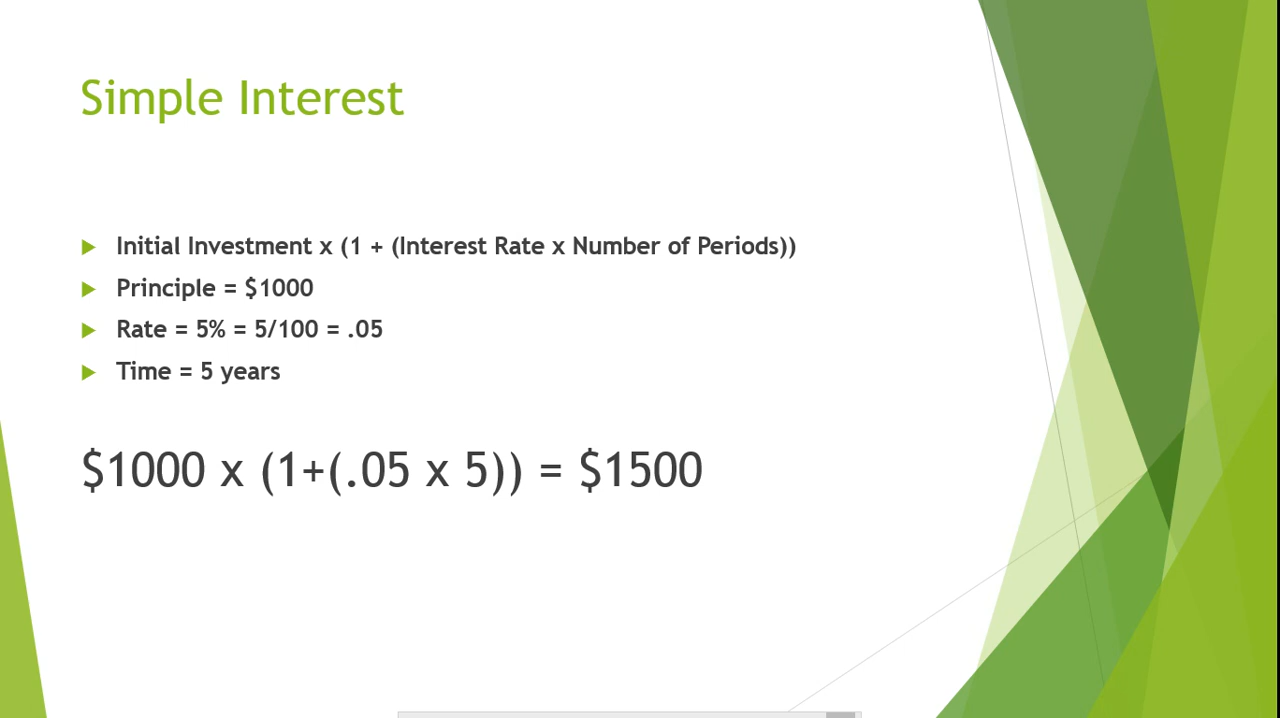 Simple Interest
Initial Investment x (1 + (Interest Rate x Number of Periods))
Principle = $1000
Rate = 5% = 5/100 = .05
Time = 5 years
$1000 x (1+(.05 x 5)) = $1500